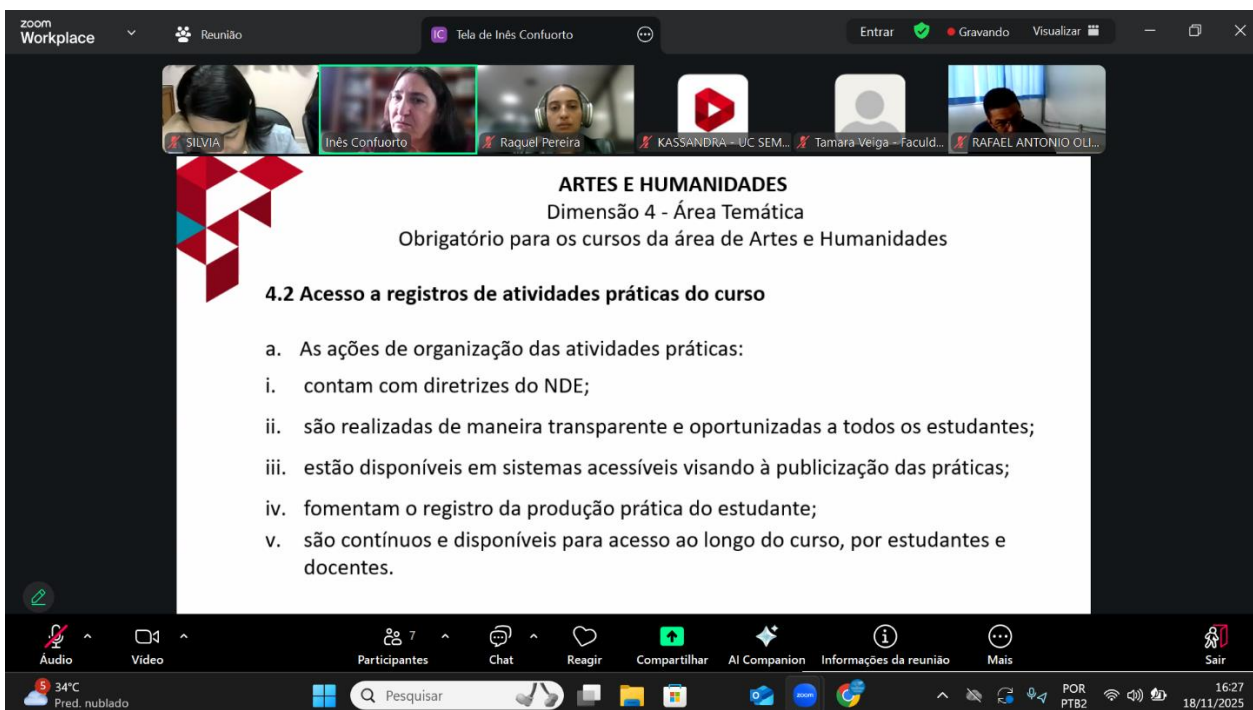 zoom
Workplace
Reunião
IC Tela de Inês Confuorto
Entrar
Gravando
Visualizar
SILVIA
Inês Confuorto
Raquel Pereira
KASSANDRA - UC SEM...
Tamara Veiga - Faculd...
RAFAEL ANTONIO OLI...
ARTES E HUMANIDADES
Dimensão 4 - Área Temática
Obrigatório para os cursos da área de Artes e Humanidades
4.2 Acesso a registros de atividades práticas do curso
a. As ações de organização das atividades práticas:
i. contam com diretrizes do NDE;
ii. são realizadas de maneira transparente e oportunizadas a todos os estudantes;
iii. estão disponíveis em sistemas acessíveis visando à publicização das práticas;
iv. fomentam o registro da produção prática do estudante;
v. são contínuos e disponíveis para acesso ao longo do curso, por estudantes e
docentes.
Áudio
Vídeo
7
Participantes
Chat
Reagir
Compartilhar
AI Companion
Informações da reunião
Mais
Sair
5
34°C
Pred. nublado
Pesquisar
zoom
POR
PTB2
16:27
18/11/2025